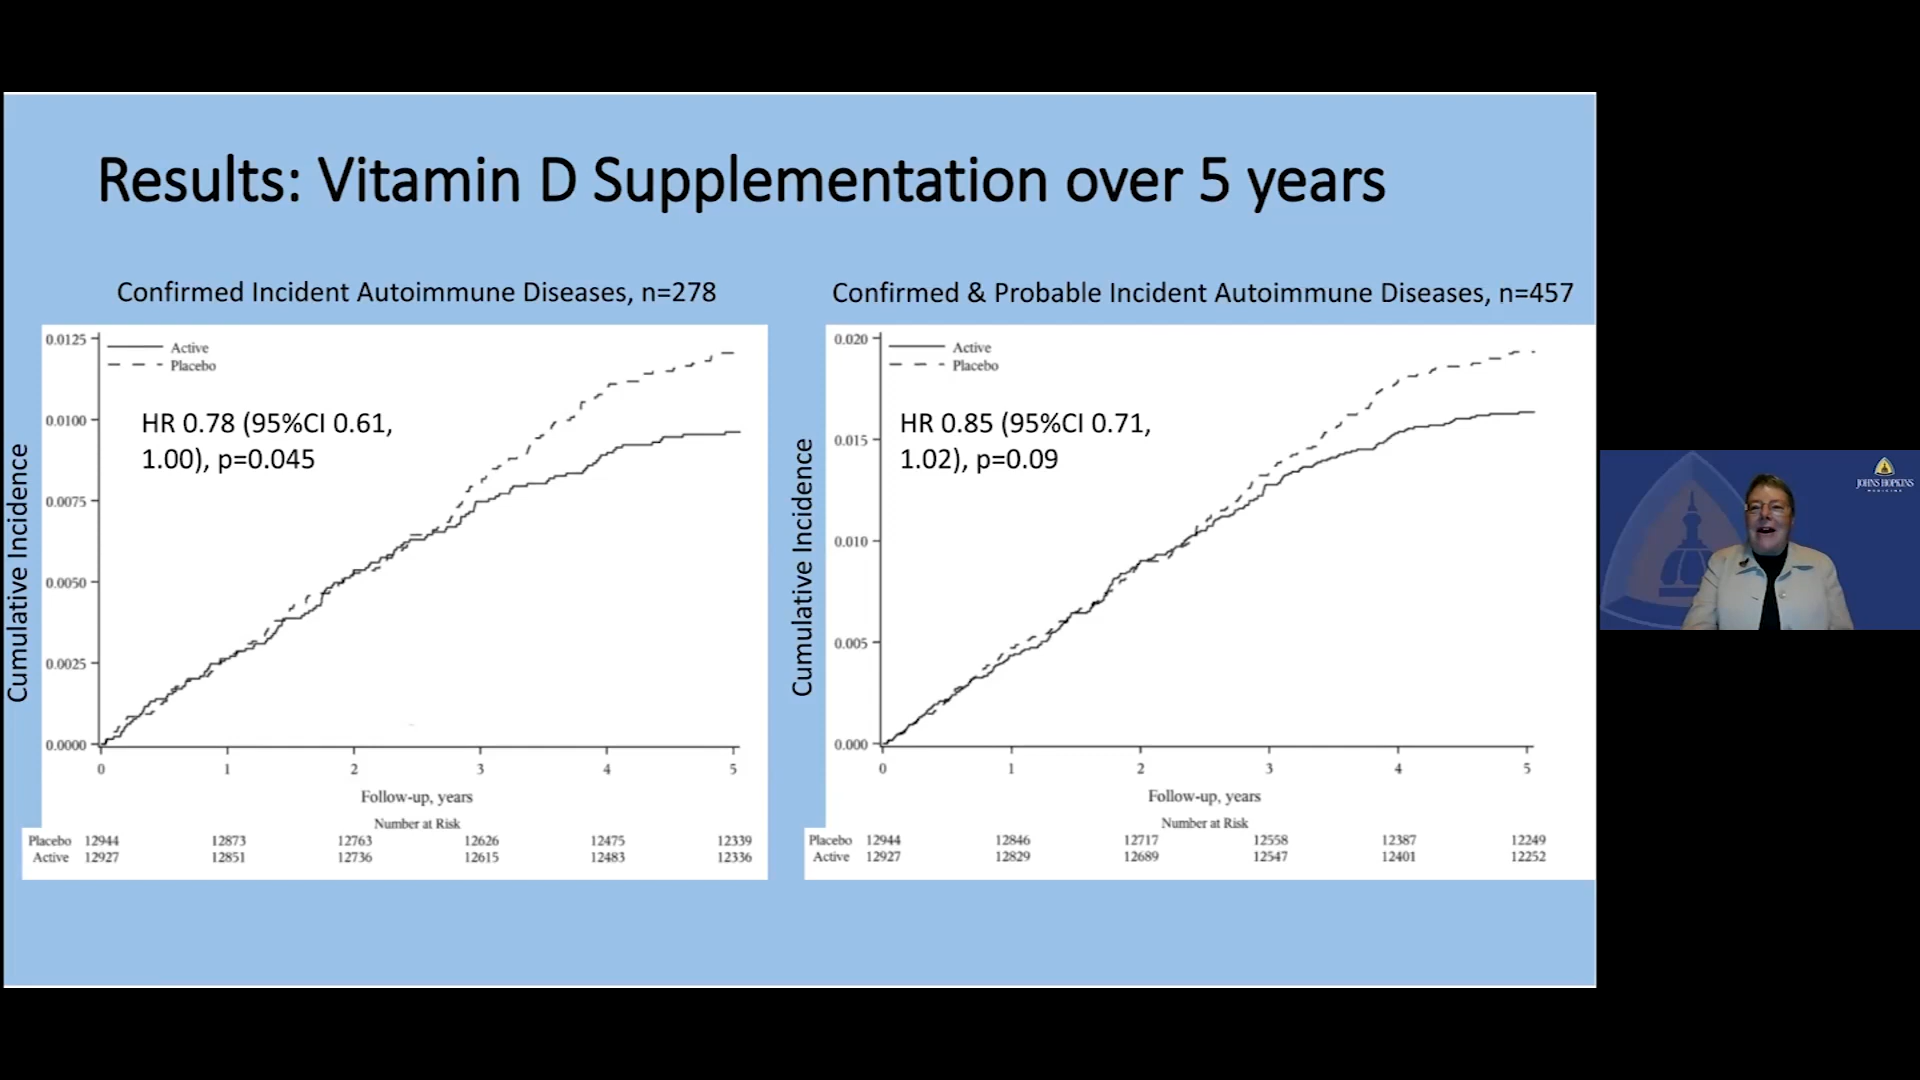 Results: Vitamin D Supplementation over 5 years
Confirmed Incident Autoimmune Diseases, n=278
Cumulative Incidence
0.0125
0.0100
0.0075
0.0050
0.0025
0.0000
Active
Placebo
HR 0.78 (95%CI 0.61,
1.00), p=0.045
0 1 2 3 4 5
Follow-up, years
Number at Risk
Placebo 12944 12873 12763 12626 12475 12339
Active 12927 12851 12736 12615 12483 12336
Confirmed & Probable Incident Autoimmune Diseases, n=457
Cumulative Incidence
0.020
0.015
0.010
0.005
0.000
Active
Placebo
HR 0.85 (95%CI 0.71,
1.02), p=0.09
0 1 2 3 4 5
Follow-up, years
Number at Risk
Placebo 12944 12846 12717 12558 12387 12249
Active 12927 12829 12689 12547 12401 12252
JOHNS HOPKINS
MEDICINE